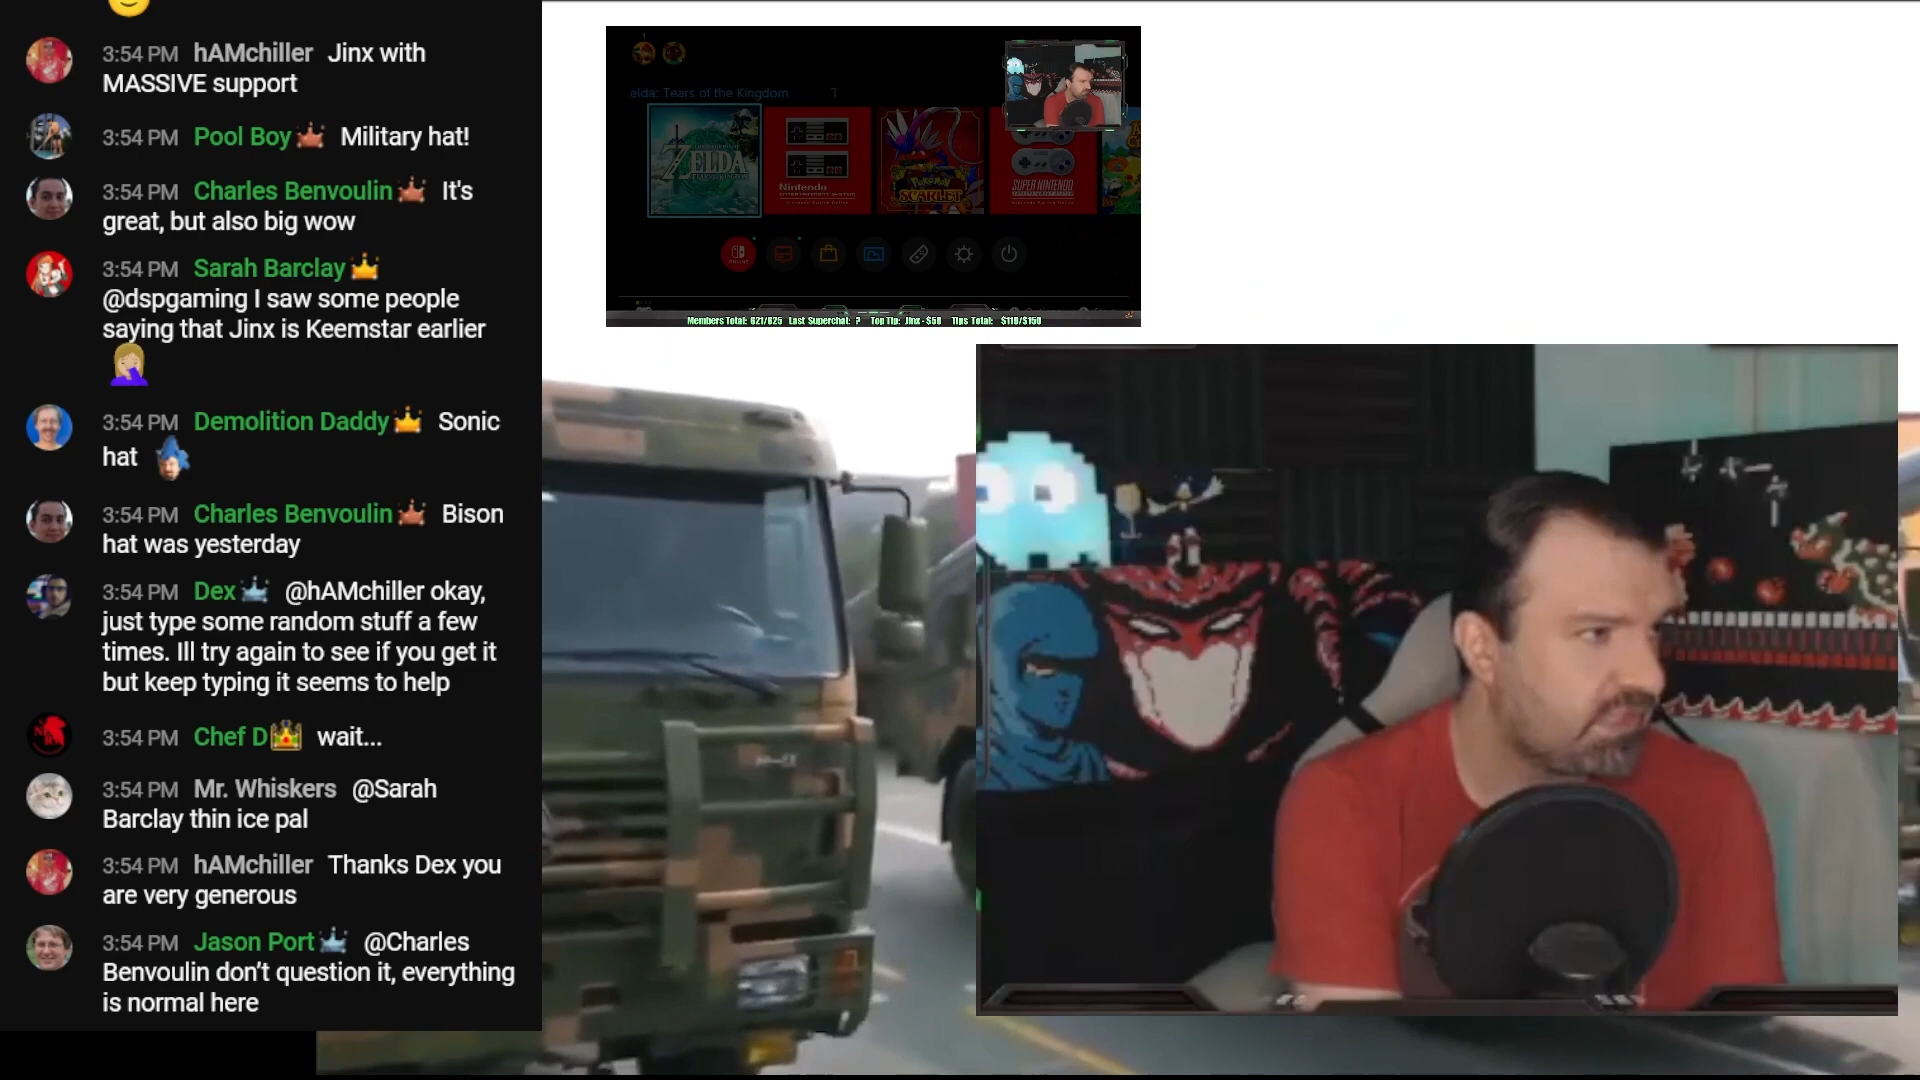 3:54 PM hAMchiller Jinx with
MASSIVE support
3:54 PM Pool Boy Military hat!
3:54 PM Charles Benvoulin It's
great, but also big wow
3:54 PM Sarah Barclay
@dspgaming I saw some people
saying that Jinx is Keemstar earlier
3:54 PM Demolition Daddy Sonic
hat
3:54 PM Charles Benvoulin Bison
hat was yesterday
3:54 PM Dex @hAMchiller okay,
just type some random stuff a few
times. Ill try again to see if you get it
but keep typing it seems to help
3:54 PM Chef D wait...
3:54 PM Mr. Whiskers @Sarah
Barclay thin ice pal
3:54 PM hAMchiller Thanks Dex you
are very generous
3:54 PM Jason Port @Charles
Benvoulin don’t question it, everything
is normal here
elda: Tears of the Kingdom T
ZELDA
Nintendo
Pokémon
SCARLET
SUPER NINTENDO
Members Total: 621/625 Last Superchat: ? Top Tip: Jinx - $50 Tips Total: $110/$150